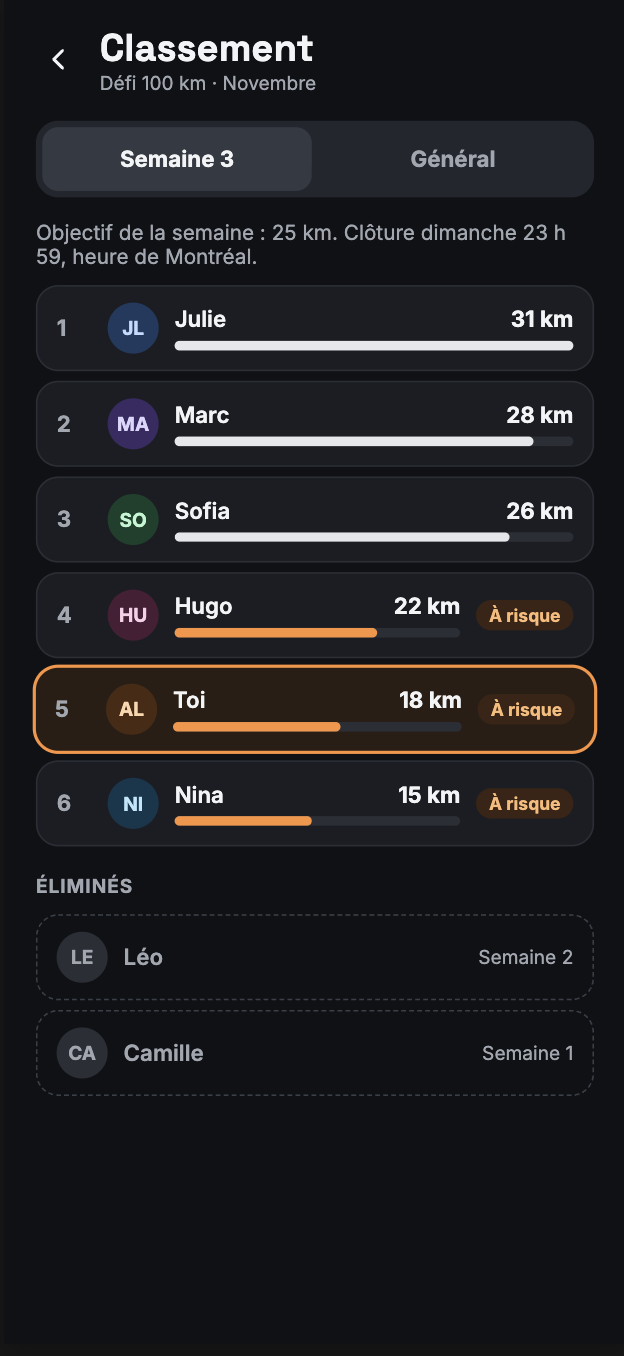 Classement
Défi 100 km · Novembre
Semaine 3
Général
Objectif de la semaine : 25 km. Clôture dimanche 23 h
59, heure de Montréal.
1 JL Julie 31 km
2 MA Marc 28 km
3 SO Sofia 26 km
4 HU Hugo 22 km À risque
5 AL Toi 18 km À risque
6 NI Nina 15 km À risque
ÉLIMINÉS
LE Léo Semaine 2
CA Camille Semaine 1